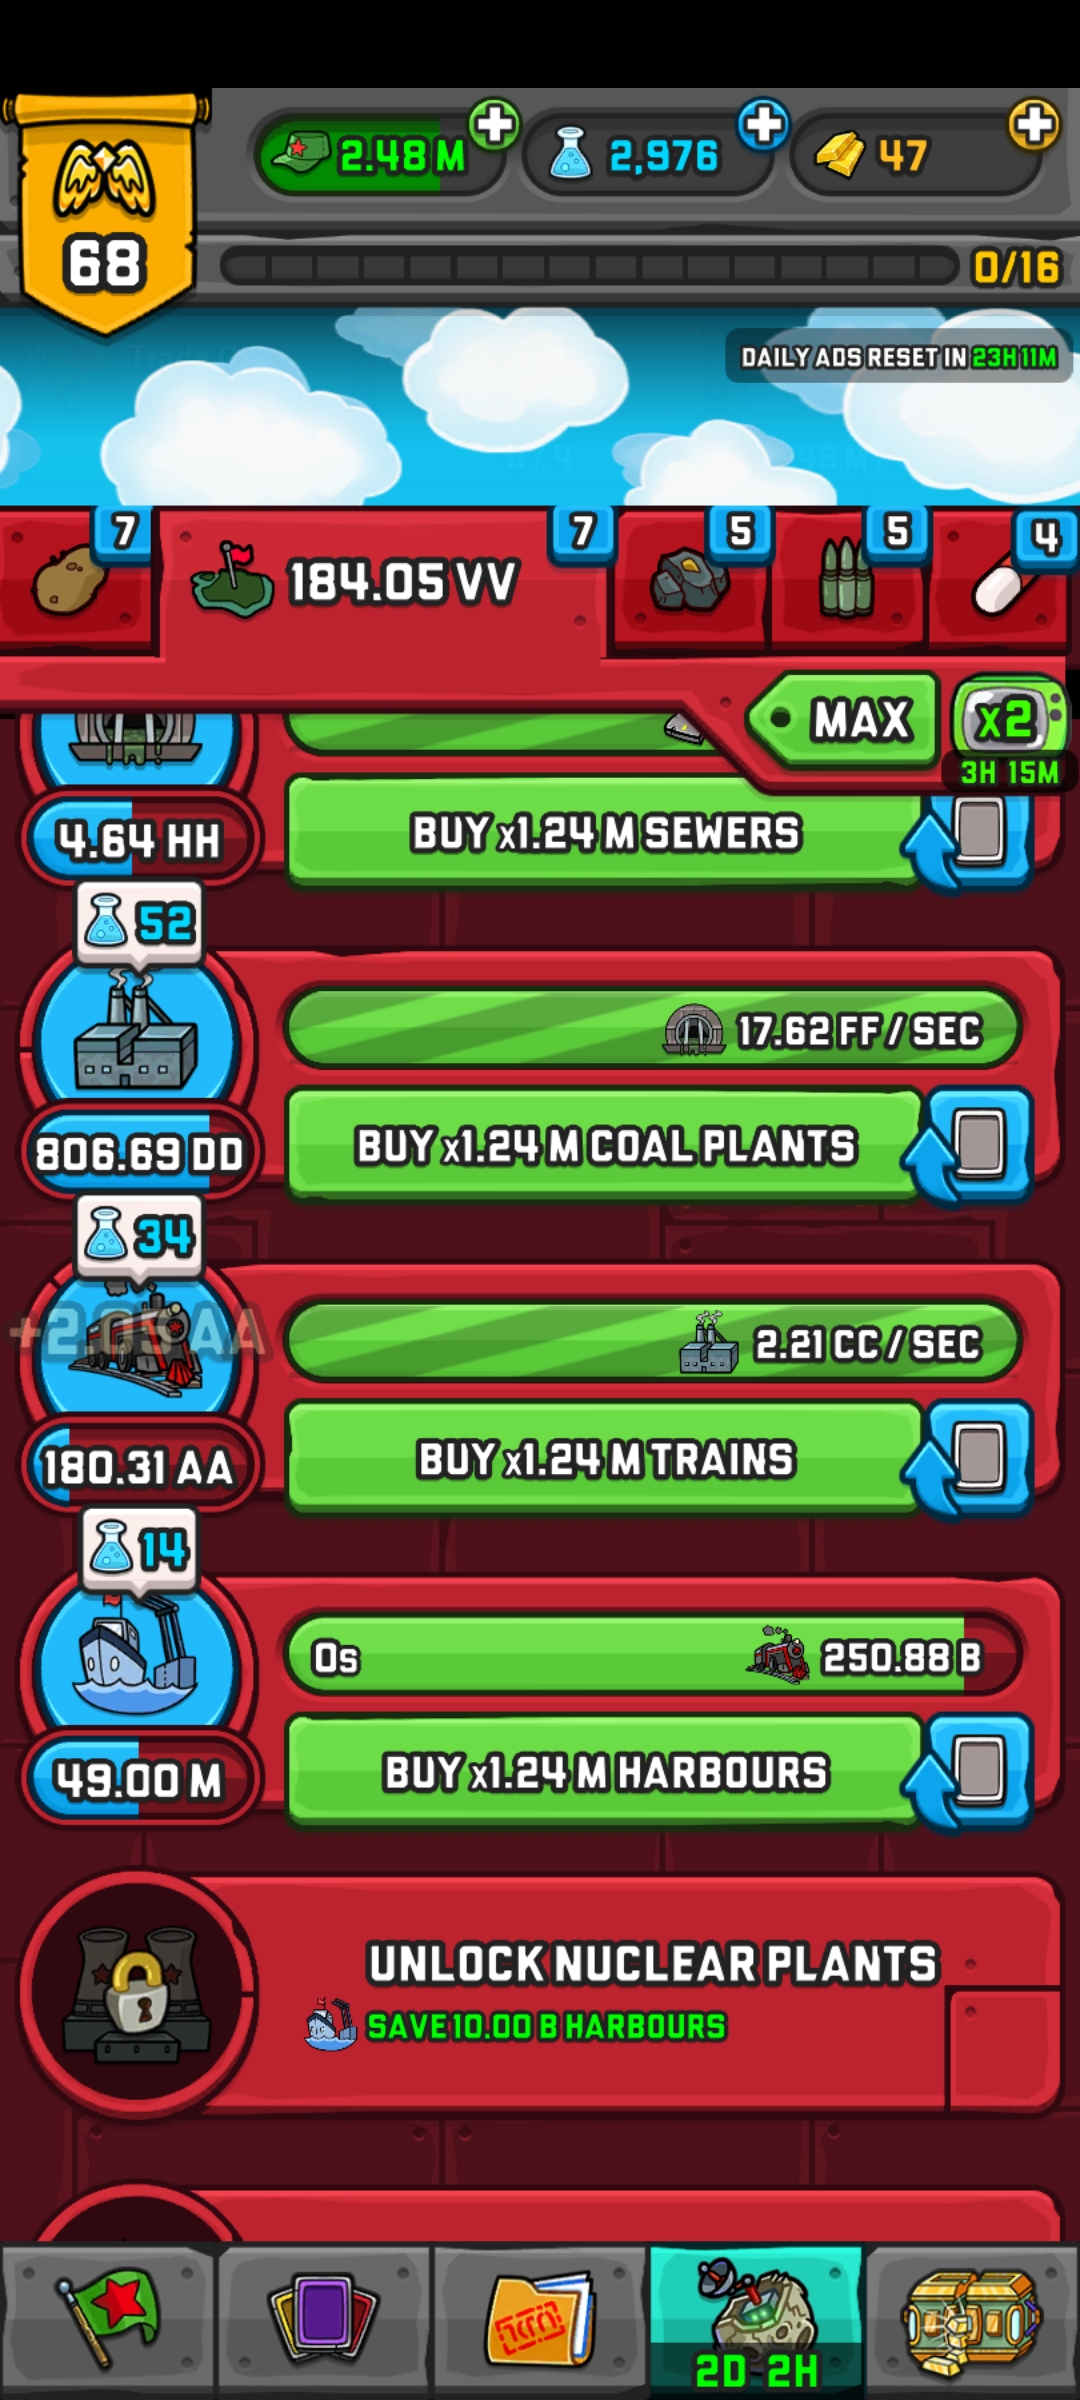 2.48 M
2,976
47
68
0/16
DAILY ADS RESET IN 23H 11M
7
184.05 VV
7
5
5
4
MAX
x2
3H 15M
4.64 HH
BUY x1.24 M SEWERS
52
17.62 FF / SEC
806.69 DD
BUY x1.24 M COAL PLANTS
34
2.21 CC / SEC
180.31 AA
BUY x1.24 M TRAINS
14
0s
250.88 B
49.00 M
BUY x1.24 M HARBOURS
UNLOCK NUCLEAR PLANTS
SAVE 10.00 B HARBOURS
2D 2H